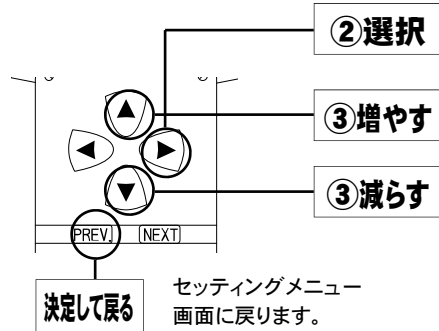 ②選択
③増やす
③減らす
PREV.
NEXT
決定して戻る
セッティングメニュー
画面に戻ります。